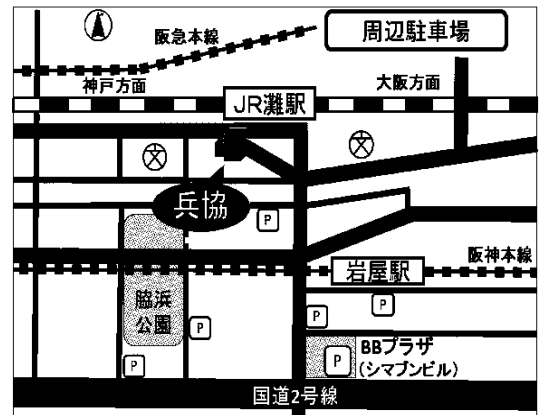 周辺駐車場
阪急本線
神戸方面
大阪方面
JR灘駅
文
文
兵協
P
岩屋駅
阪神本線
脇浜
公園
P
P
P
P
P
BBプラザ
(シマブンビル)
国道2号線